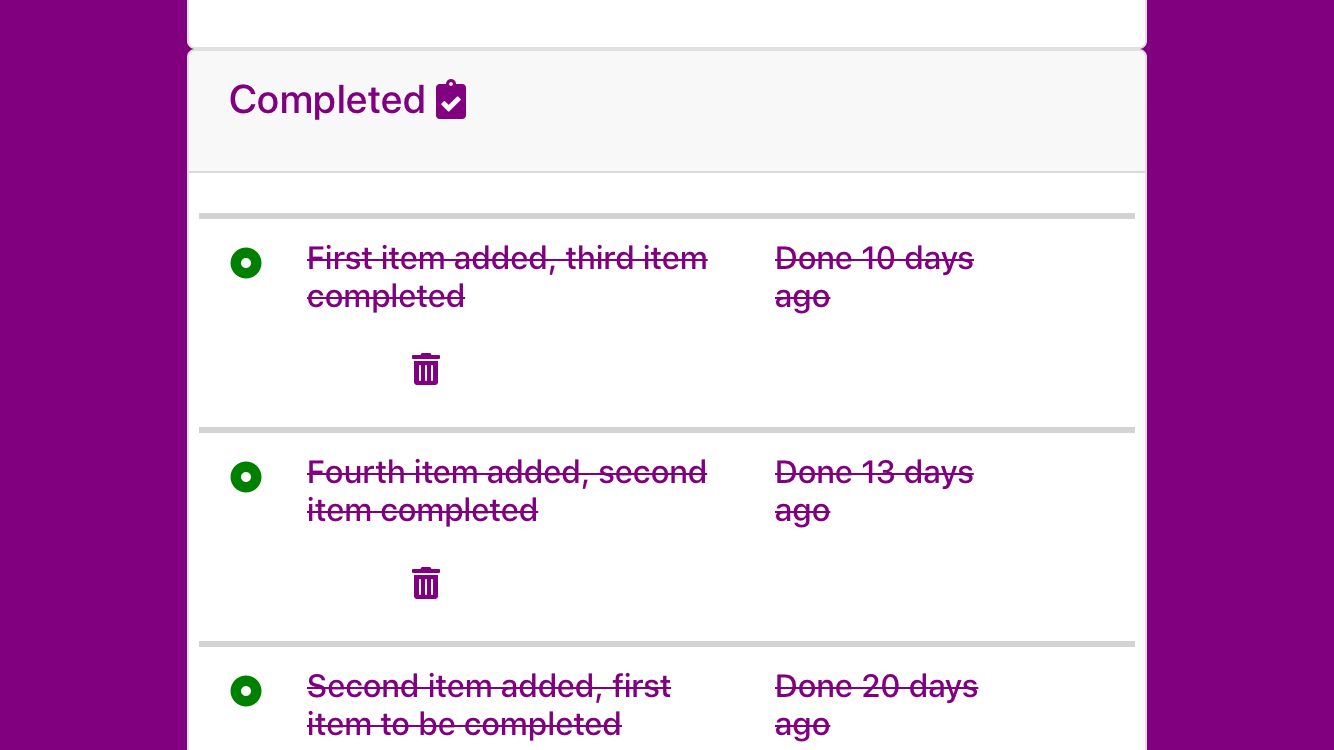 Completed
First item added, third item
completed
Done 10 days
ago
Fourth item added, second
item completed
Done 13 days
ago
Second item added, first
item to be completed
Done 20 days
ago